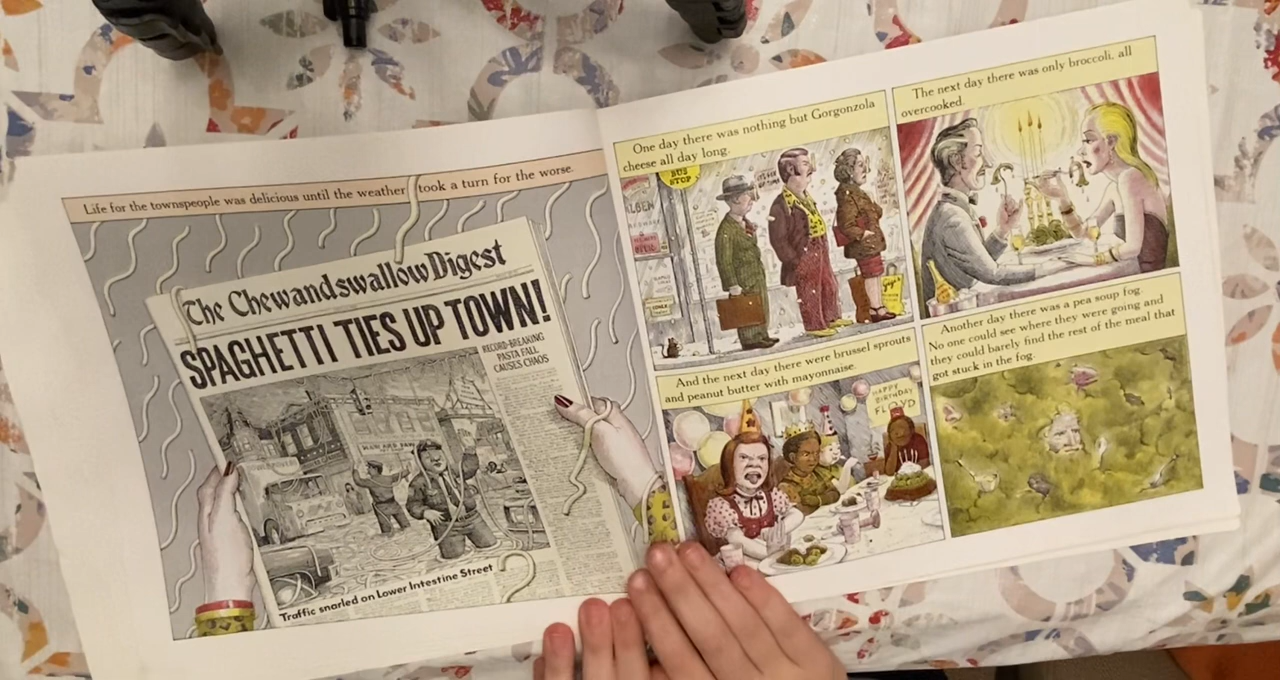 Life for the townspeople was delicious until the weather took a turn for the worse.
The Chewandswallow Digest
SPAGHETTI TIES UP TOWN!
RECORD-BREAKING
PASTA FALL
CAUSES CHAOS
Traffic snarled on Lower Intestine Street
One day there was nothing but Gorgonzola
cheese all day long.
BUS
STOP
The next day there was only broccoli, all
overcooked.
And the next day there were brussel sprouts
and peanut butter with mayonnaise.
HAPPY
BIRTHDAY
FLOYD
Another day there was a pea soup fog.
No one could see where they were going and
they could barely find the rest of the meal that
got stuck in the fog.